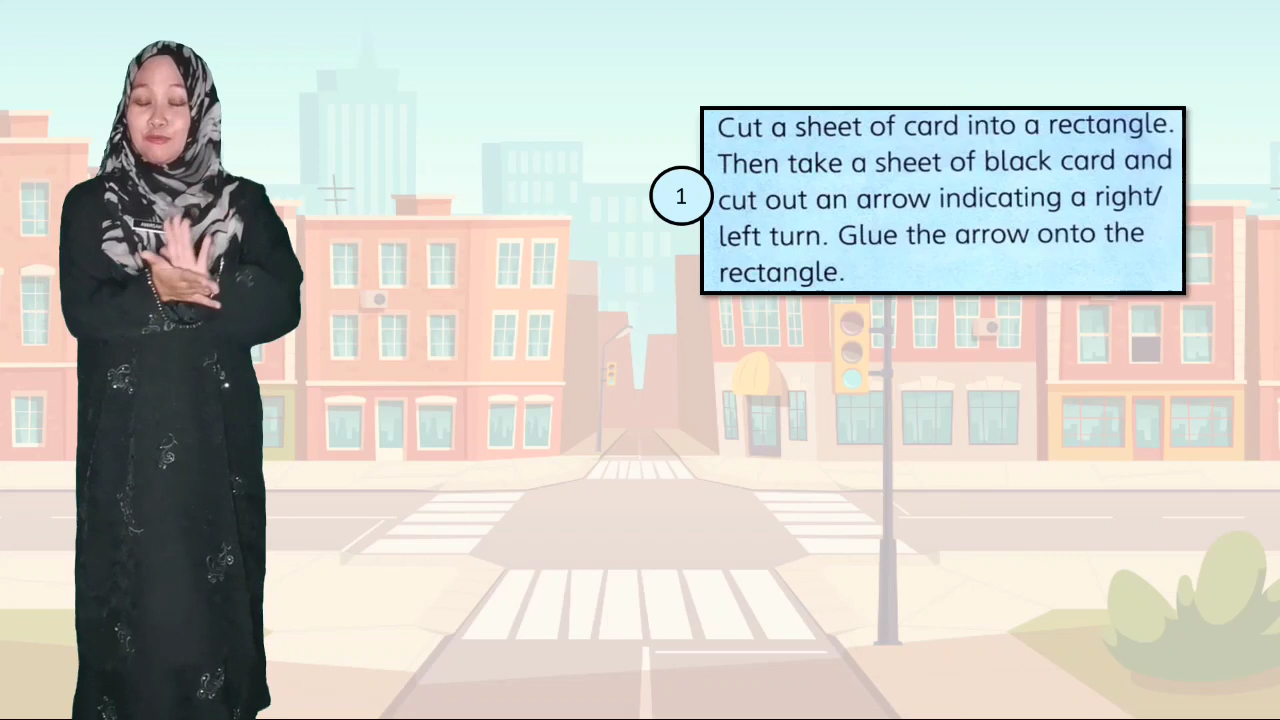 1
Cut a sheet of card into a rectangle.
Then take a sheet of black card and
cut out an arrow indicating a right/
left turn. Glue the arrow onto the
rectangle.